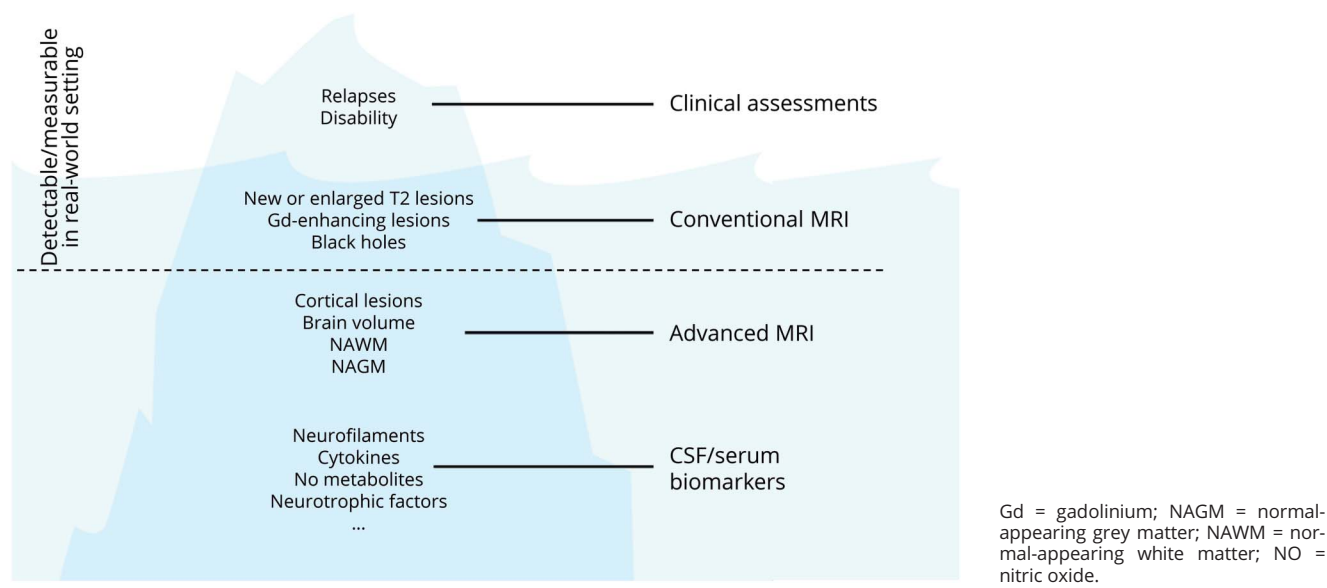 Detectable/measurable
in real-world setting
Relapses
Disability
Clinical assessments
New or enlarged T2 lesions
Gd-enhancing lesions
Black holes
Conventional MRI
Cortical lesions
Brain volume
NAWM
NAGM
Advanced MRI
Neurofilaments
Cytokines
No metabolites
Neurotrophic factors
...
CSF/serum
biomarkers
Gd = gadolinium; NAGM = normal-
appearing grey matter; NAWM = nor-
mal-appearing white matter; NO =
nitric oxide.